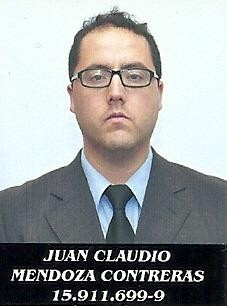 JUAN CLAUDIO
MENDOZA CONTRERAS
15.911.699-9